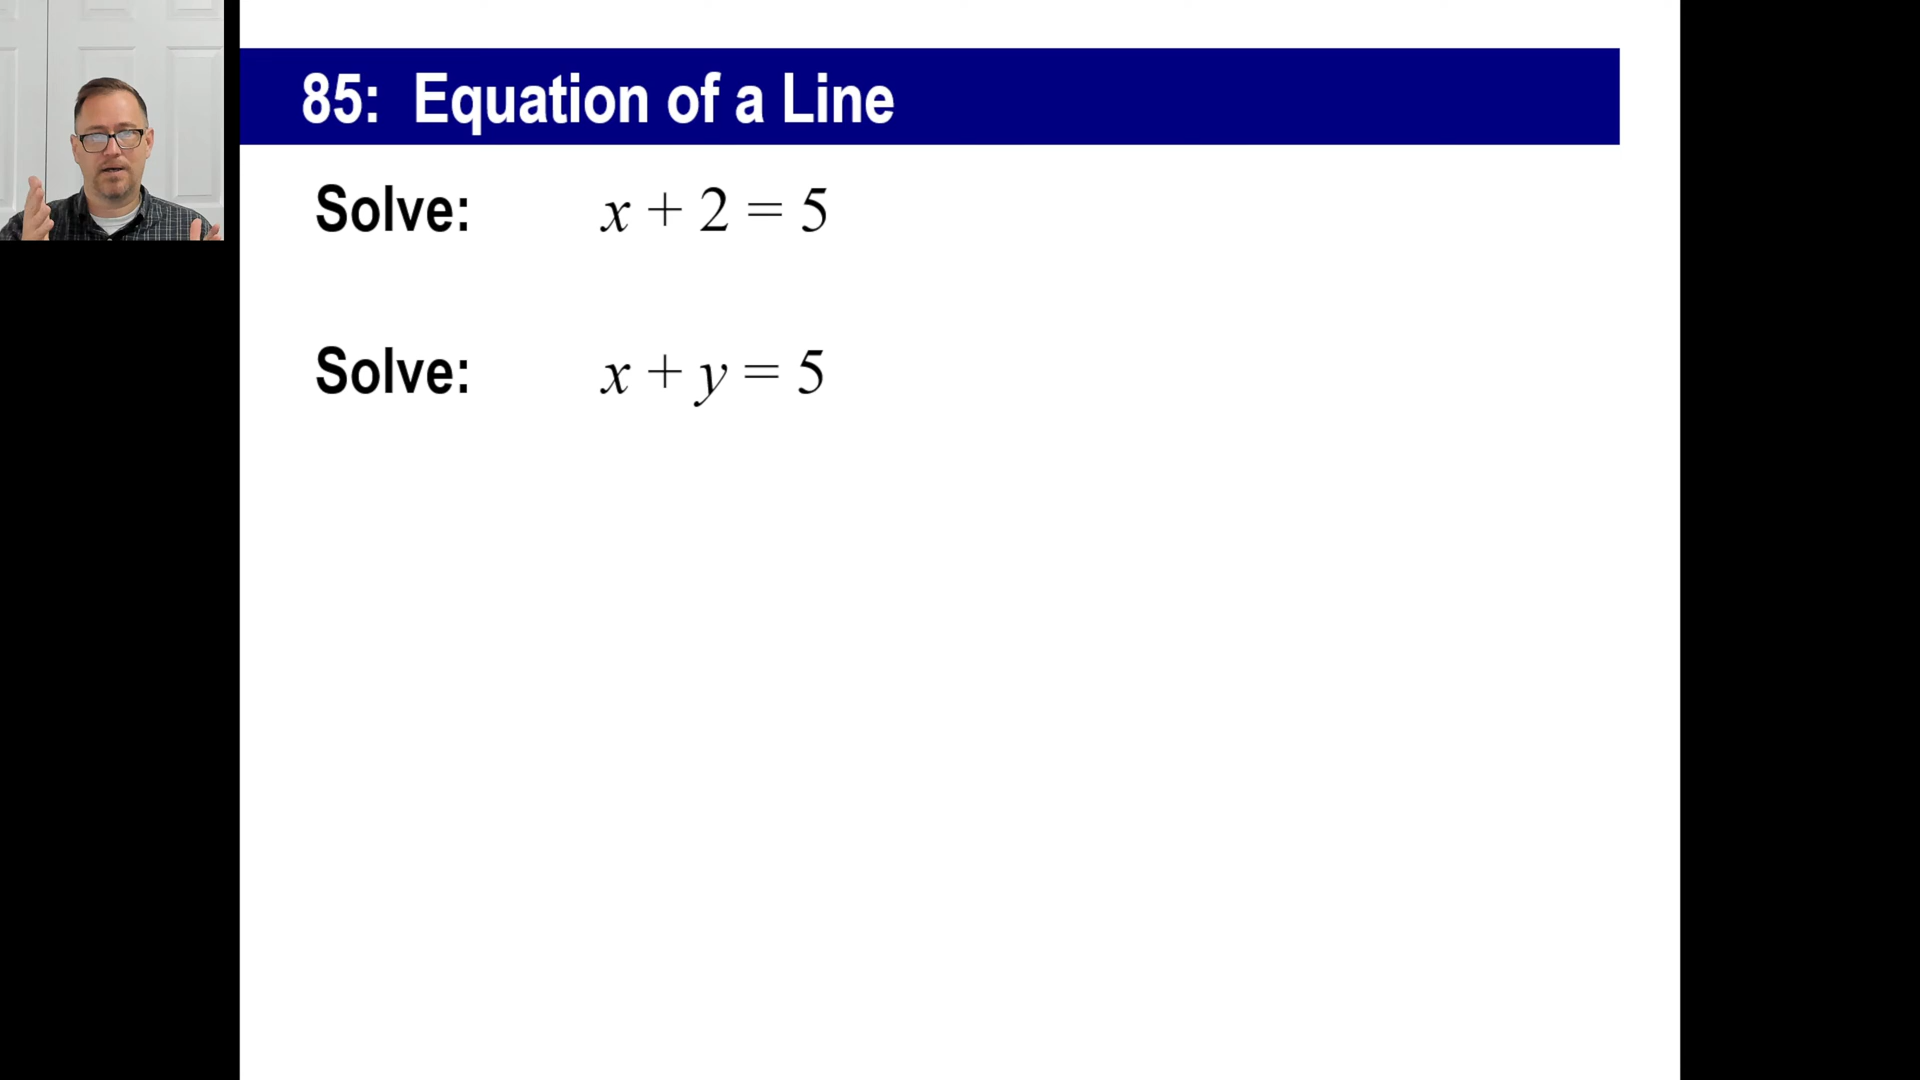 85: Equation of a Line
Solve: x + 2 = 5
Solve: x + y = 5